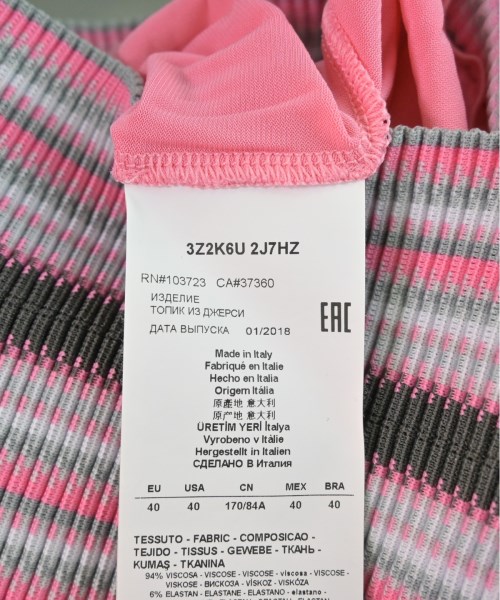 3Z2K6U 2J7HZ
RN#103723 CA#37360
ИЗДЕЛИЕ
ТОПИК ИЗ ДЖЕРСИ
ДАТА ВЫПУСКА 01/2018
EAC
Made in Italy
Fabriqué en Italie
Hecho en Italia
Origem Itália
原產地 意大利
原产地 意大利
ÜRETİM YERİ İtalya
Vyrobeno v Itàlie
Hergestellt in Italien
СДЕЛАНО В Италия
EU USA CN MEX BRA
40 40 170/84A 40 40
TESSUTO - FABRIC - COMPOSICAO -
TEJIDO - TISSUS - GEWEBE - ТКАНЬ -
KUMAŞ - TKANINA
94% VISCOSA - VISCOSE - VISCOSE - viscosa - VISCOSE -
VISKOSE - ВИСКОЗА - VİSKOZ - VISKÓZA
6% ELASTAN - ELASTANE - ELASTANO - elastano -